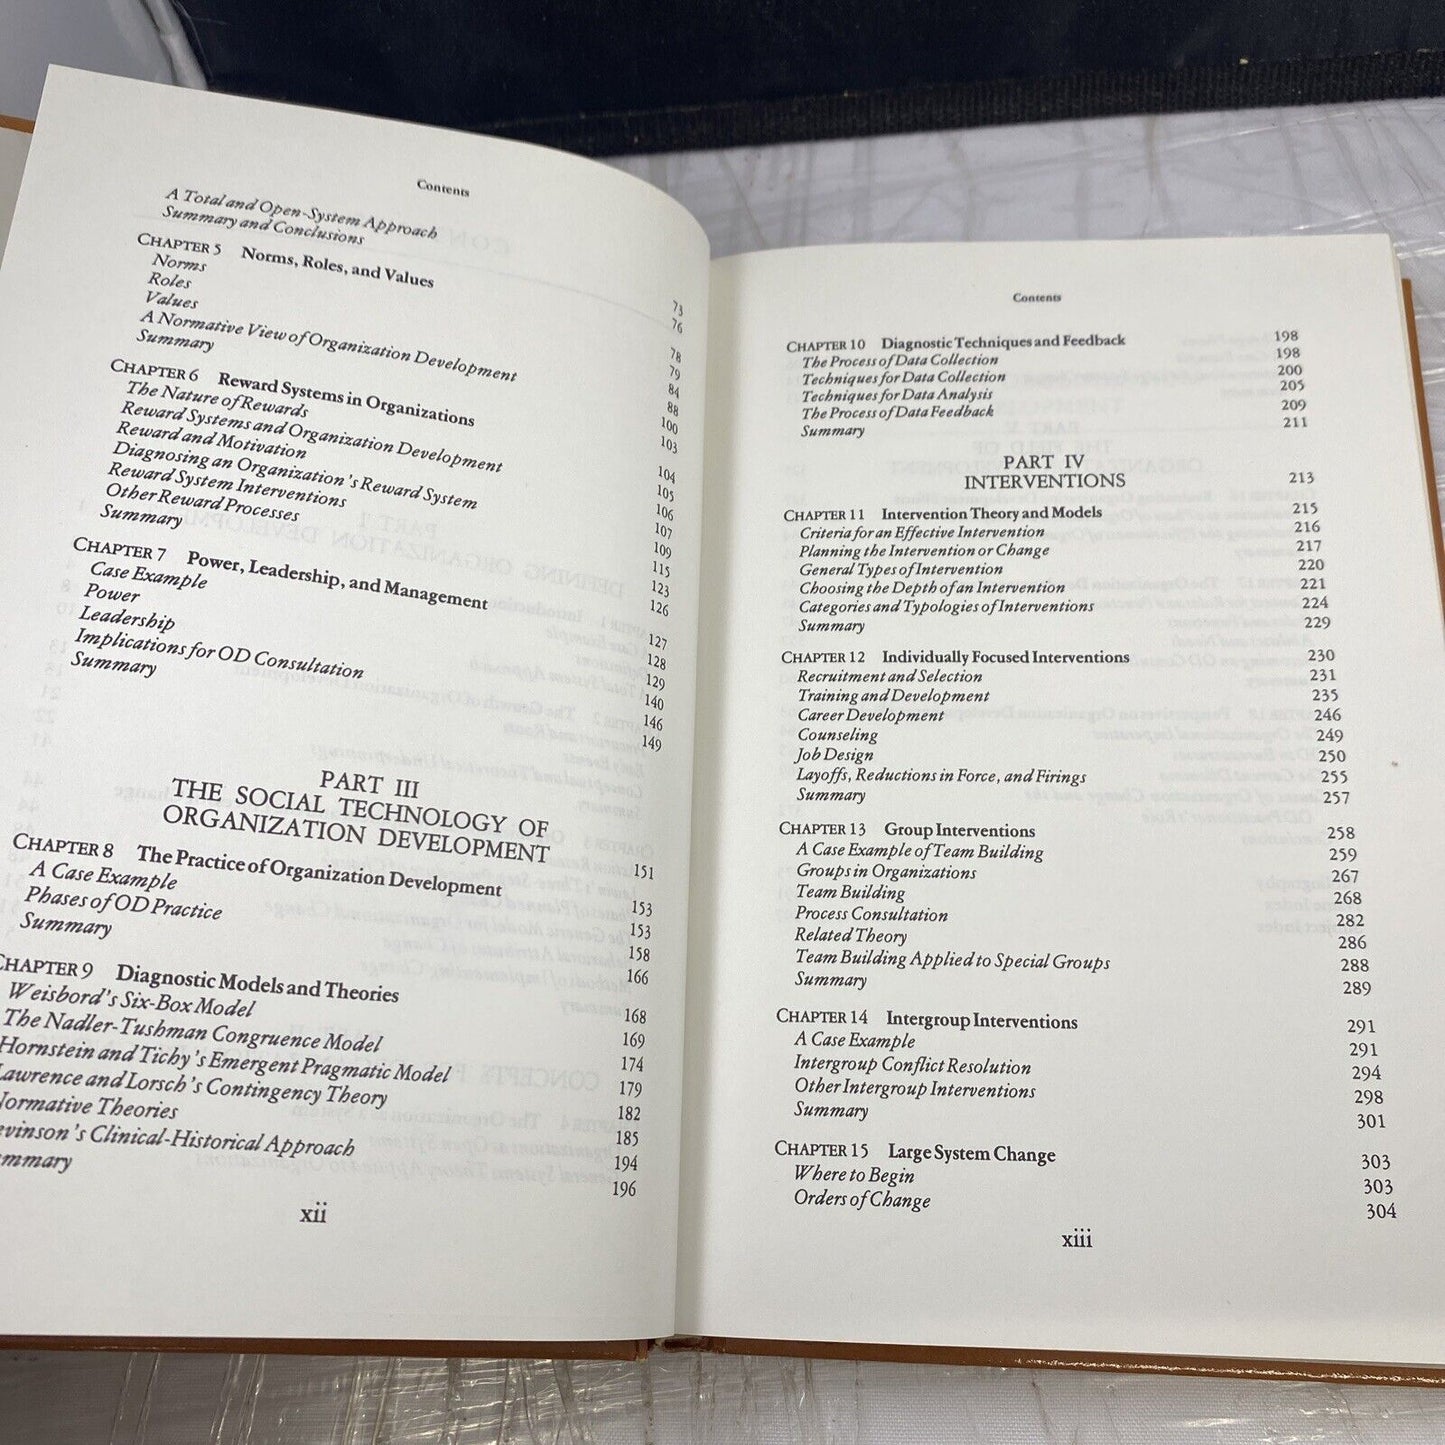 Contents
A Total and Open-System Approach 73
Summary and Conclusions 76
CHAPTER 5 Norms, Roles, and Values 78
Norms 79
Roles 84
Values 88
A Normative View of Organization Development 100
Summary 103
CHAPTER 6 Reward Systems in Organizations 104
The Nature of Rewards 105
Reward Systems and Organization Development 106
Reward and Motivation 107
Diagnosing an Organization's Reward System 109
Reward System Interventions 115
Other Reward Processes 123
Summary 126
CHAPTER 7 Power, Leadership, and Management 127
Case Example 128
Power 129
Leadership 140
Implications for OD Consultation 146
Summary 149
PART III
THE SOCIAL TECHNOLOGY OF
ORGANIZATION DEVELOPMENT 151
CHAPTER 8 The Practice of Organization Development 153
A Case Example 153
Phases of OD Practice 158
Summary 166
CHAPTER 9 Diagnostic Models and Theories 168
Weisbord's Six-Box Model 169
The Nadler-Tushman Congruence Model 174
Hornstein and Tichy's Emergent Pragmatic Model 179
Lawrence and Lorsch's Contingency Theory 182
Normative Theories 185
evinson's Clinical-Historical Approach 194
mmary 196
xii
Contents
CHAPTER 10 Diagnostic Techniques and Feedback 198
The Process of Data Collection 198
Techniques for Data Collection 200
Techniques for Data Analysis 205
The Process of Data Feedback 209
Summary 211
PART IV
INTERVENTIONS 213
CHAPTER 11 Intervention Theory and Models 215
Criteria for an Effective Intervention 216
Planning the Intervention or Change 217
General Types of Intervention 220
Choosing the Depth of an Intervention 221
Categories and Typologies of Interventions 224
Summary 229
CHAPTER 12 Individually Focused Interventions 230
Recruitment and Selection 231
Training and Development 235
Career Development 246
Counseling 249
Job Design 250
Layoffs, Reductions in Force, and Firings 255
Summary 257
CHAPTER 13 Group Interventions 258
A Case Example of Team Building 259
Groups in Organizations 267
Team Building 268
Process Consultation 282
Related Theory 286
Team Building Applied to Special Groups 288
Summary 289
CHAPTER 14 Intergroup Interventions 291
A Case Example 291
Intergroup Conflict Resolution 294
Other Intergroup Interventions 298
Summary 301
CHAPTER 15 Large System Change 303
Where to Begin 303
Orders of Change 304
xiii